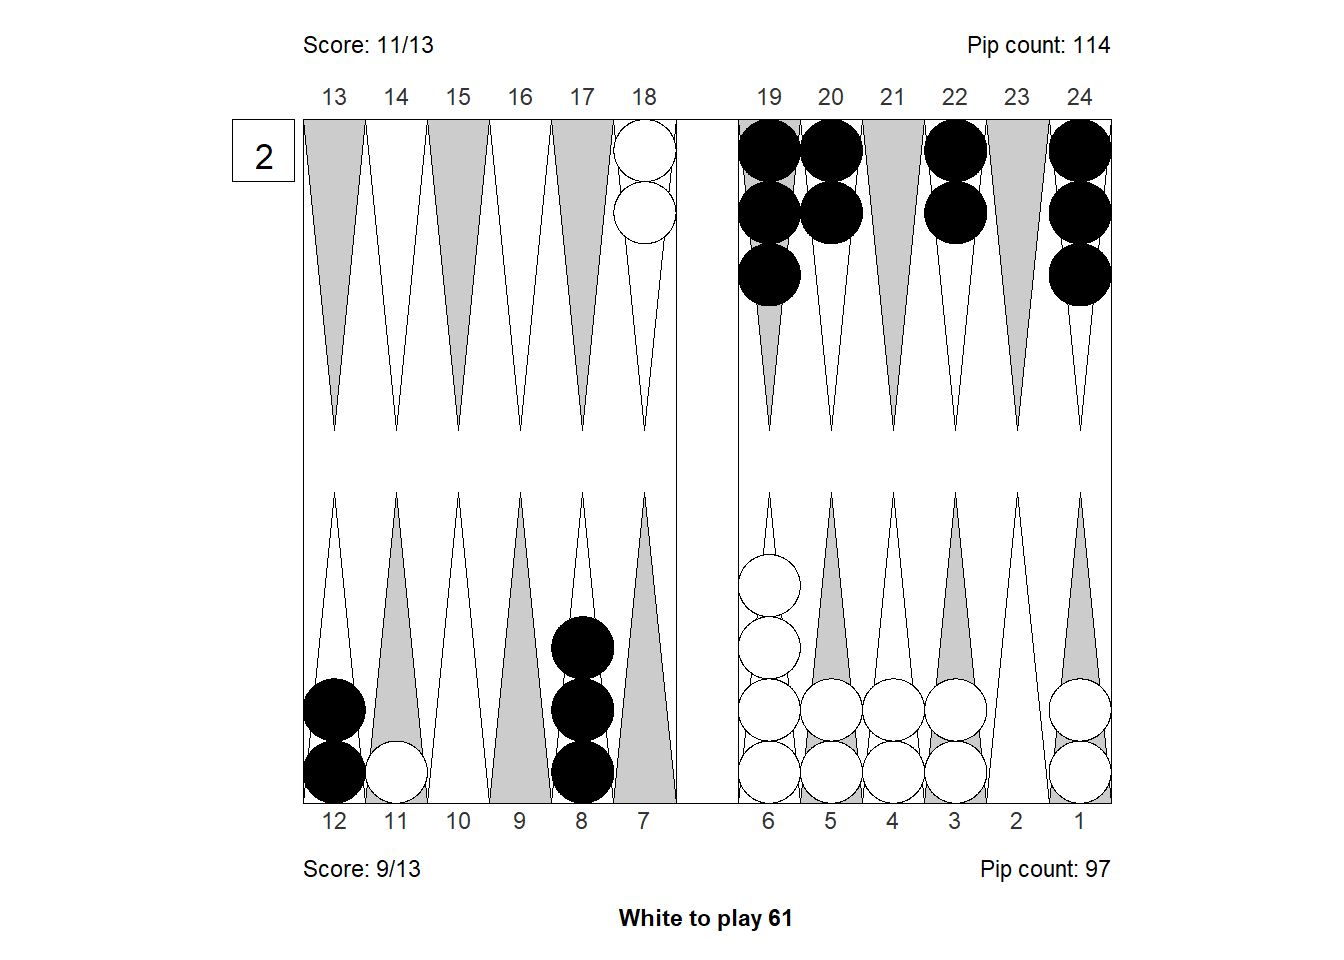 Score: 11/13 Pip count: 114
13 14 15 16 17 18 19 20 21 22 23 24
2
12 11 10 9 8 7 6 5 4 3 2 1
Score: 9/13 Pip count: 97
White to play 61